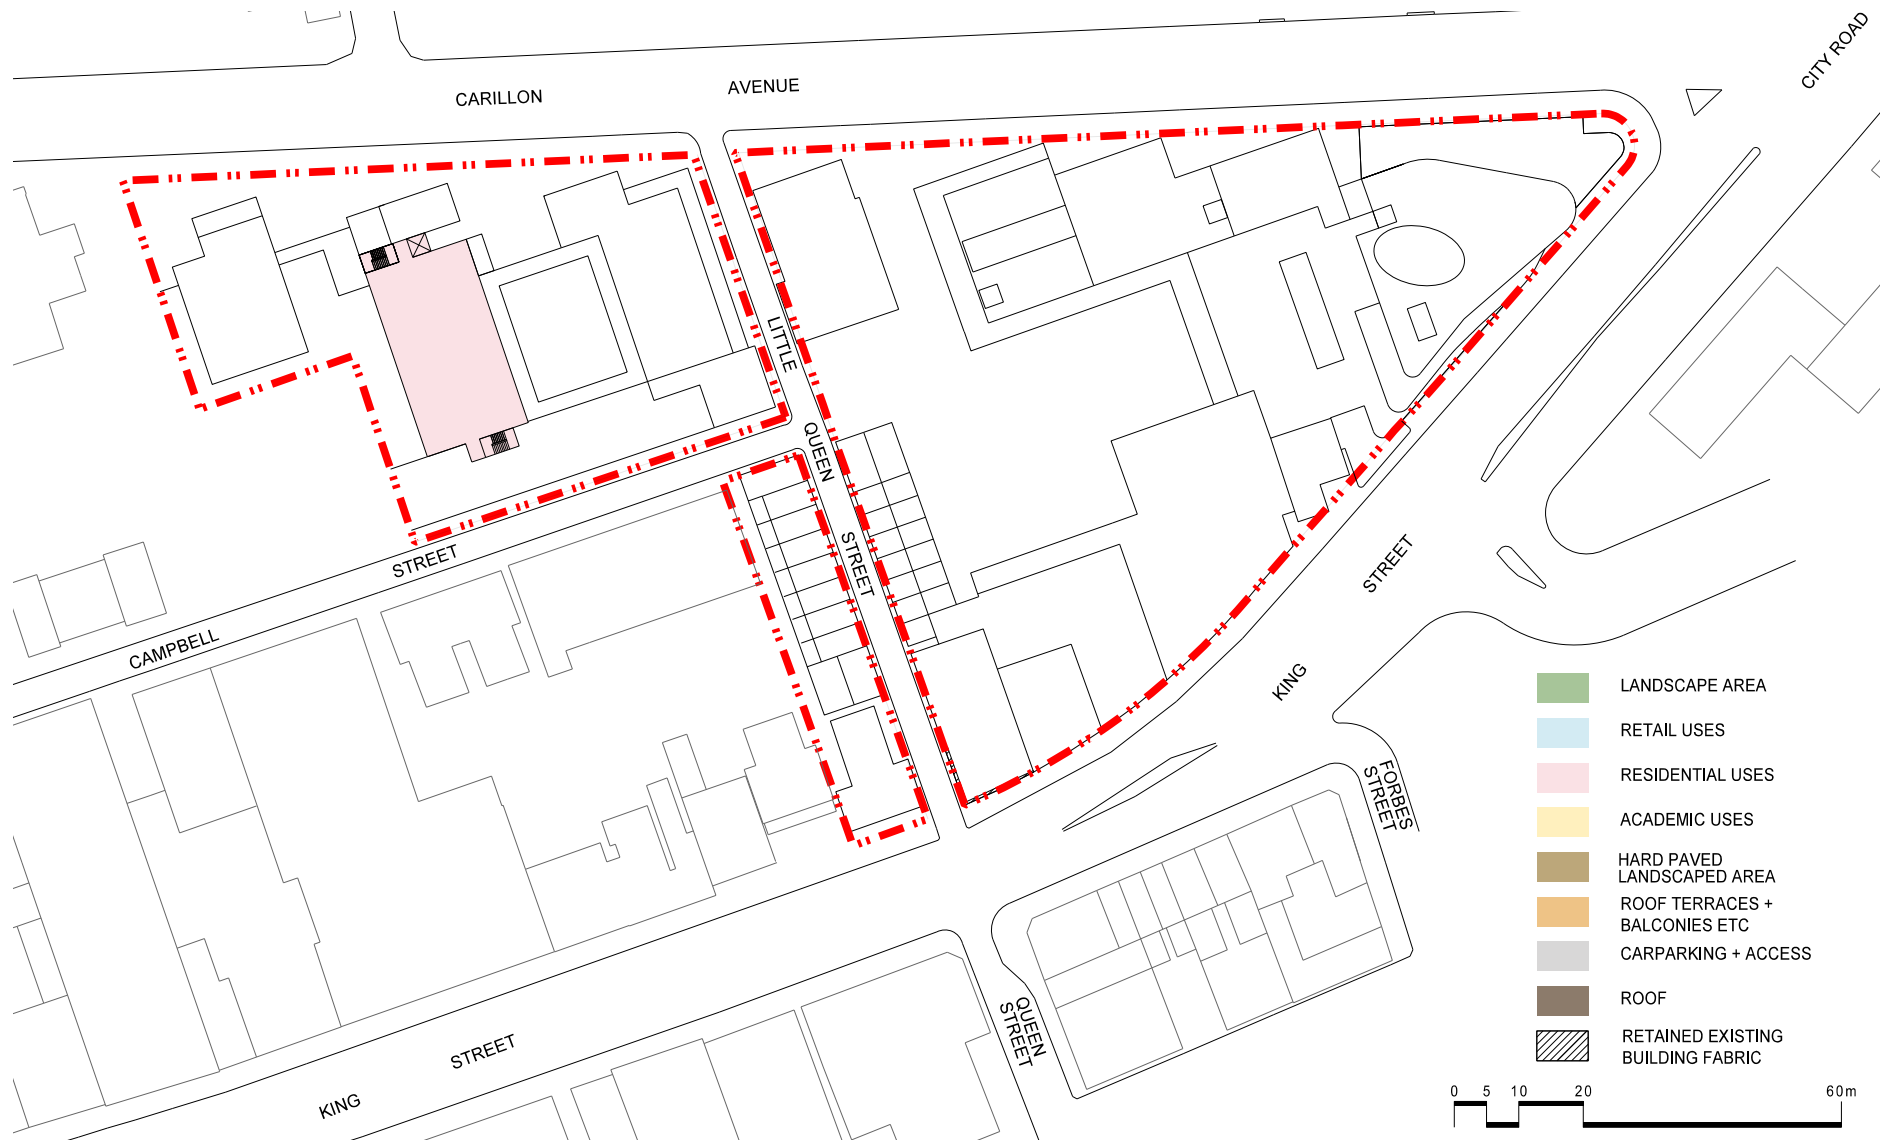 CITY ROAD
CARILLON
AVENUE
LITTLE
QUEEN
STREET
STREET
CAMPBELL
STREET
KING
FORBES
STREET
LANDSCAPE AREA
RETAIL USES
RESIDENTIAL USES
ACADEMIC USES
HARD PAVED
LANDSCAPED AREA
ROOF TERRACES +
BALCONIES ETC
CARPARKING + ACCESS
ROOF
RETAINED EXISTING
BUILDING FABRIC
QUEEN
STREET
STREET
KING
0 5 10 20 60m